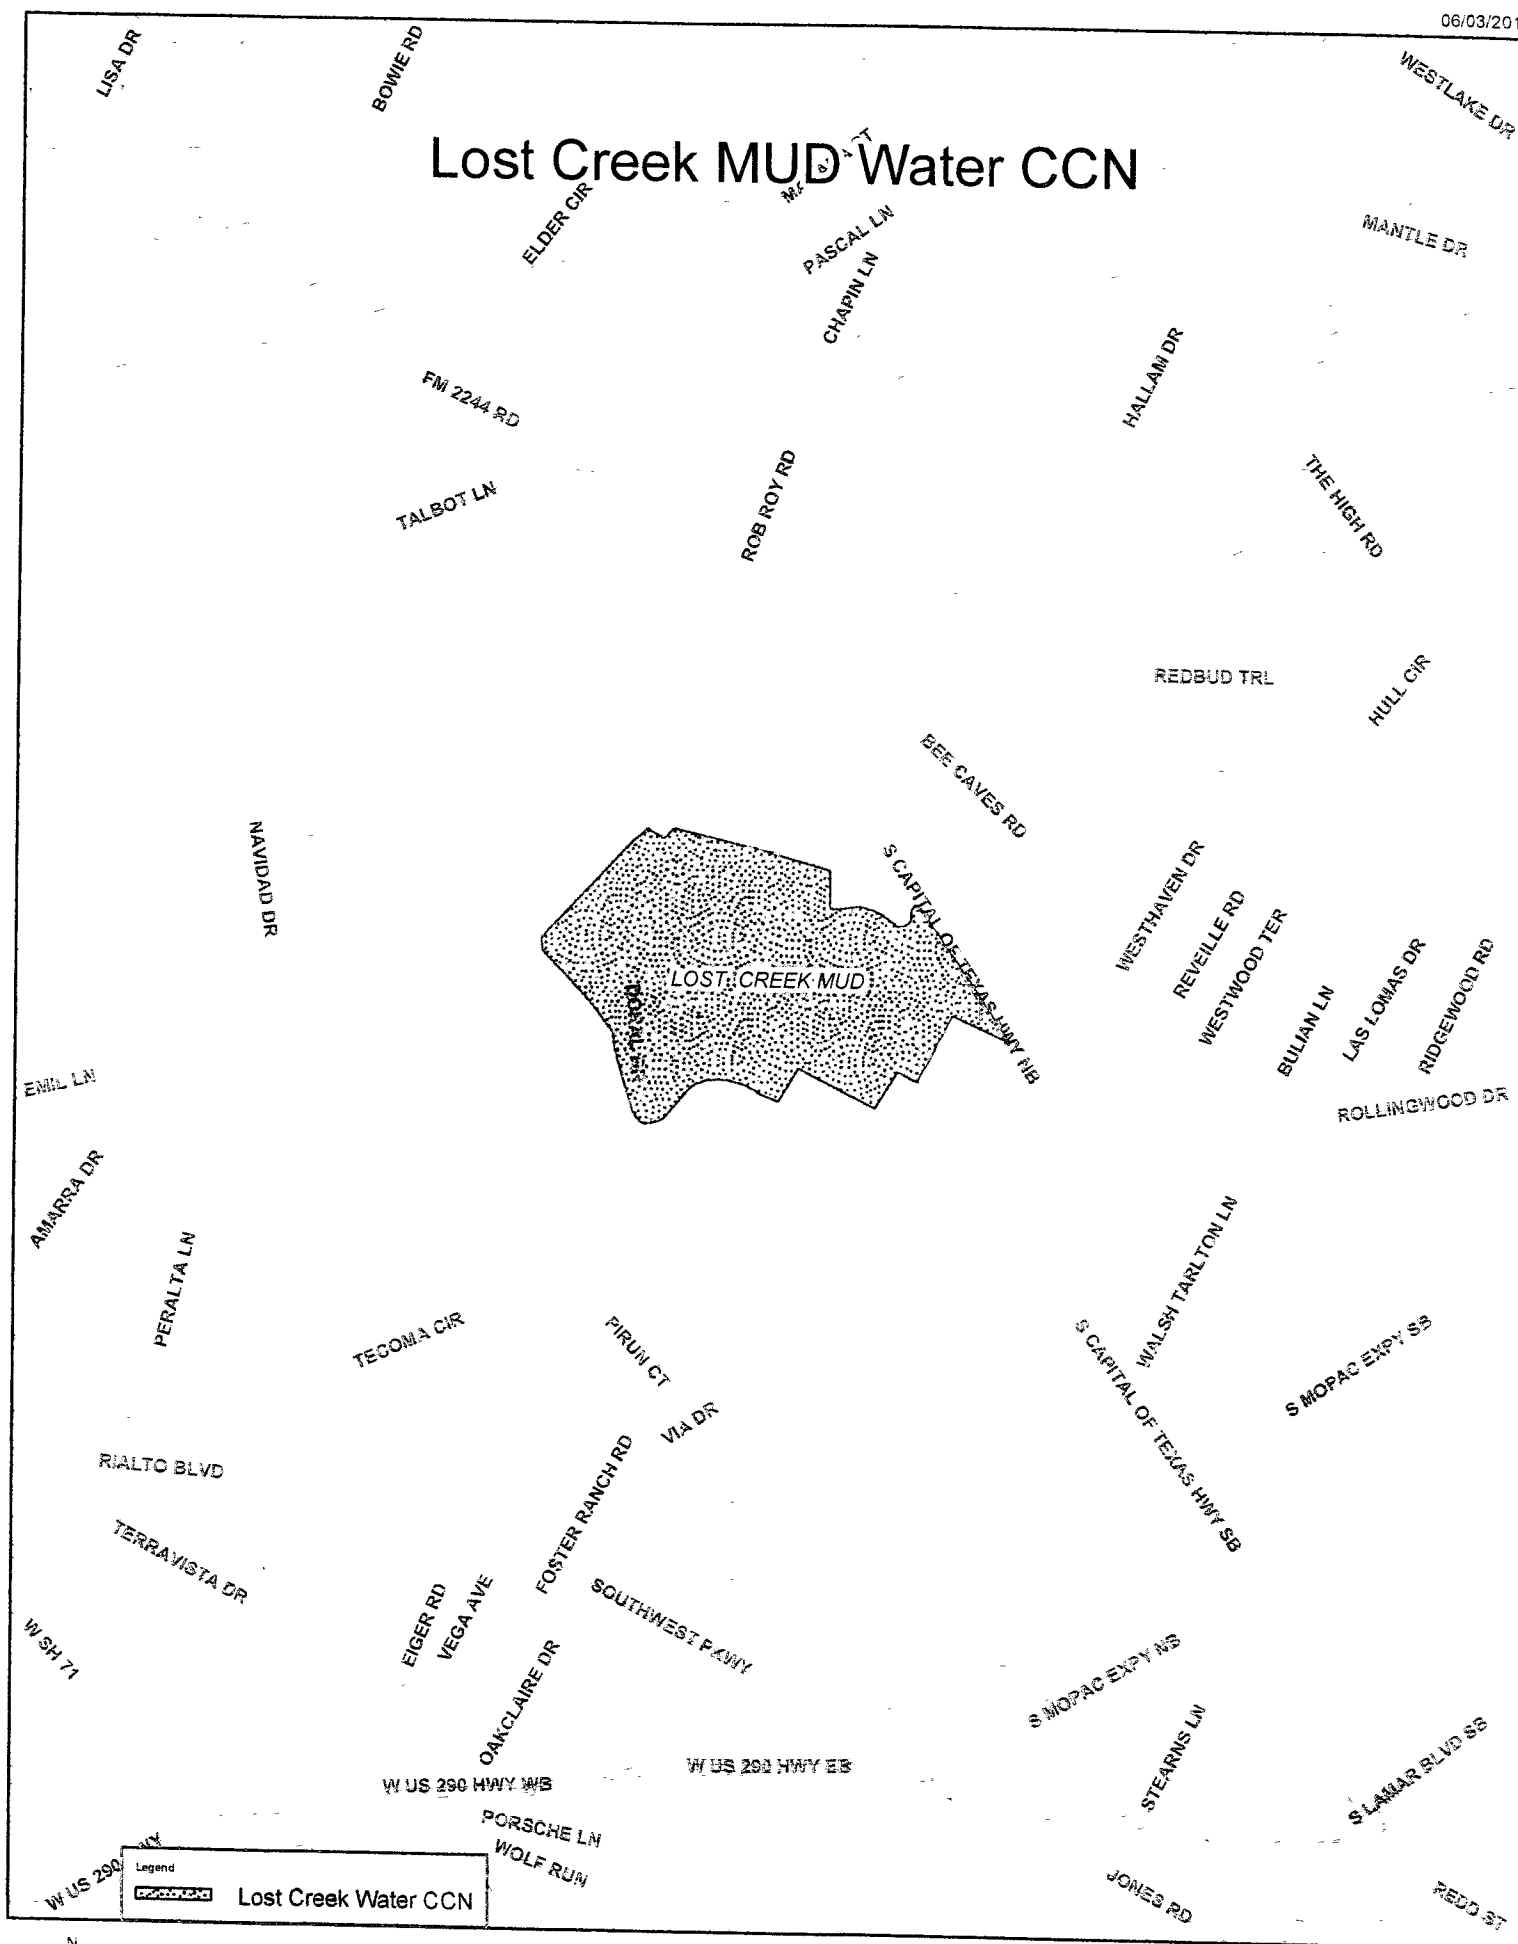 06/03/201
LISA DR
BOWIE RD
WESTLAKE DR
Lost Creek MUD Water CCN
ELDER CIR
PASCAL LN
MANTLE DR
CHAPIN LN
HALLAM DR
FM 2244 RD
TALBOT LN
ROB ROY RD
THE HIGH RD
REDBUD TRL
HULL CIR
BEE CAVES RD
NAVIDAD DR
S CAPITAL OF TEXAS HWY NB
WESTHAVEN DR
REVEILLE RD
WESTWOOD TER
LOST CREEK MUD
BULIAN LN
LAS LOMAS DR
RIDGEWOOD RD
EMIL LN
ROLLINGWOOD DR
AMARRA DR
PERALTA LN
TECOMA CIR
PIRUN CT
WALSH TARLTON LN
S CAPITAL OF TEXAS HWY SB
S MOPAC EXPY SB
VIA DR
RIALTO BLVD
FOSTER RANCH RD
TERRAVISTA DR
EIGER RD
VEGA AVE
SOUTHWEST PKWY
W SH 71
OAKCLAIRE DR
S MOPAC EXPY NB
STEARNS LN
W US 290 HWY EB
W US 290 HWY WB
S LAMAR BLVD SB
PORSCHE LN
WOLF RUN
W US 290
Legend
Lost Creek Water CCN
JONES RD
REDD ST
N